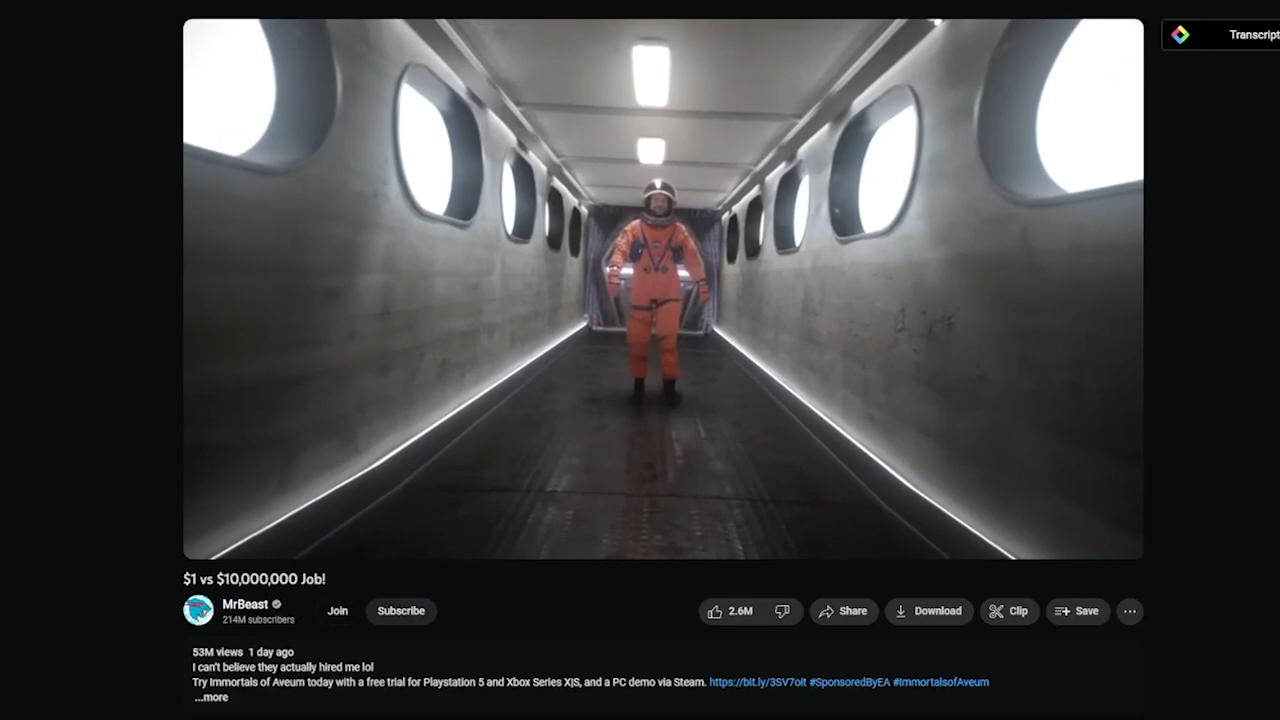 Transcript
$1 vs $10,000,000 Job!
MrBeast
214M subscribers
Join
Subscribe
2.6M
Share
Download
Clip
Save
53M views 1 day ago
I can't believe they actually hired me lol
Try Immortals of Aveum today with a free trial for Playstation 5 and Xbox Series X|S, and a PC demo via Steam. https://bit.ly/3SV7oit #SponsoredByEA #ImmortalsofAveum
...more